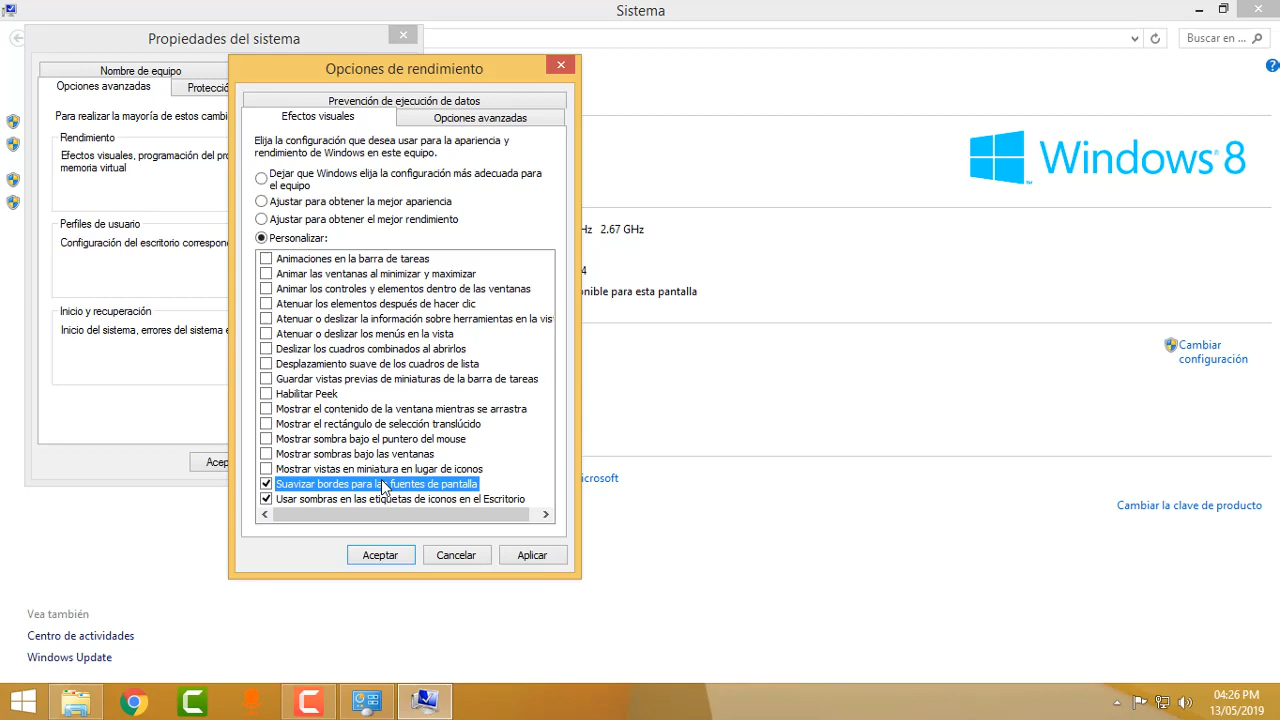 Sistema
Propiedades del sistema
Buscar en ...
Nombre de equipo
Opciones avanzadas
Protecció
Para realizar la mayoría de estos cambi
Rendimiento
Efectos visuales, programación del pro
memoria virtual
Perfiles de usuario
Configuración del escritorio correspon
Inicio y recuperación
Inicio del sistema, errores del sistema e
Acep
Opciones de rendimiento
Prevención de ejecución de datos
Efectos visuales
Opciones avanzadas
Elija la configuración que desea usar para la apariencia y
rendimiento de Windows en este equipo.
Dejar que Windows elija la configuración más adecuada para
el equipo
Ajustar para obtener la mejor apariencia
Ajustar para obtener el mejor rendimiento
Personalizar:
Animaciones en la barra de tareas
Animar las ventanas al minimizar y maximizar
Animar los controles y elementos dentro de las ventanas
Atenuar los elementos después de hacer clic
Atenuar o deslizar la información sobre herramientas en la vis
Atenuar o deslizar los menús en la vista
Deslizar los cuadros combinados al abrirlos
Desplazamiento suave de los cuadros de lista
Guardar vistas previas de miniaturas de la barra de tareas
Habilitar Peek
Mostrar el contenido de la ventana mientras se arrastra
Mostrar el rectángulo de selección translúcido
Mostrar sombra bajo el puntero del mouse
Mostrar sombras bajo las ventanas
Mostrar vistas en miniatura en lugar de iconos
Suavizar bordes para las fuentes de pantalla
Usar sombras en las etiquetas de iconos en el Escritorio
Aceptar
Cancelar
Aplicar
Windows 8
Hz 2.67 GHz
4
onible para esta pantalla
Cambiar
configuración
icrosoft
Cambiar la clave de producto
Vea también
Centro de actividades
Windows Update
04:26 PM
13/05/2019